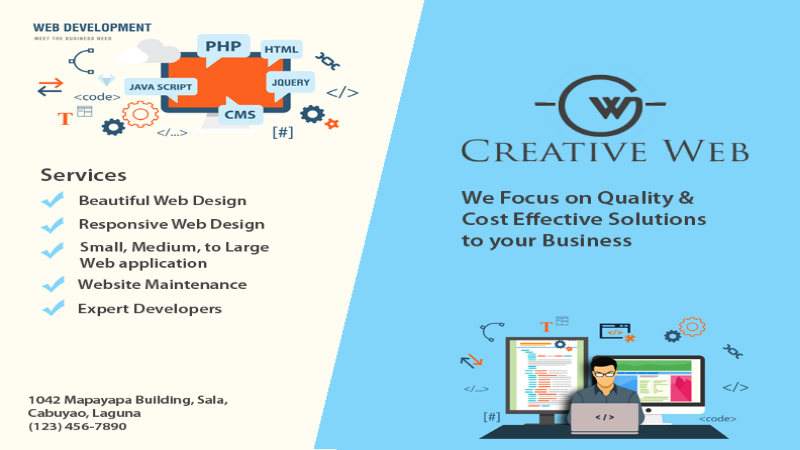 WEB DEVELOPMENT
MEET THE BUSINESS NEED
PHP
HTML
JAVA SCRIPT
JQUERY
CMS
<code>
</>
T
</...>
[#]
Services
Beautiful Web Design
Responsive Web Design
Small, Medium, to Large
Web application
Website Maintenance
Expert Developers
1042 Mapayapa Building, Sala,
Cabuyao, Laguna
(123) 456-7890
CREATIVE WEB
We Focus on Quality &
Cost Effective Solutions
to your Business
T
</>
</...>
</>
[#]
</>
<code>